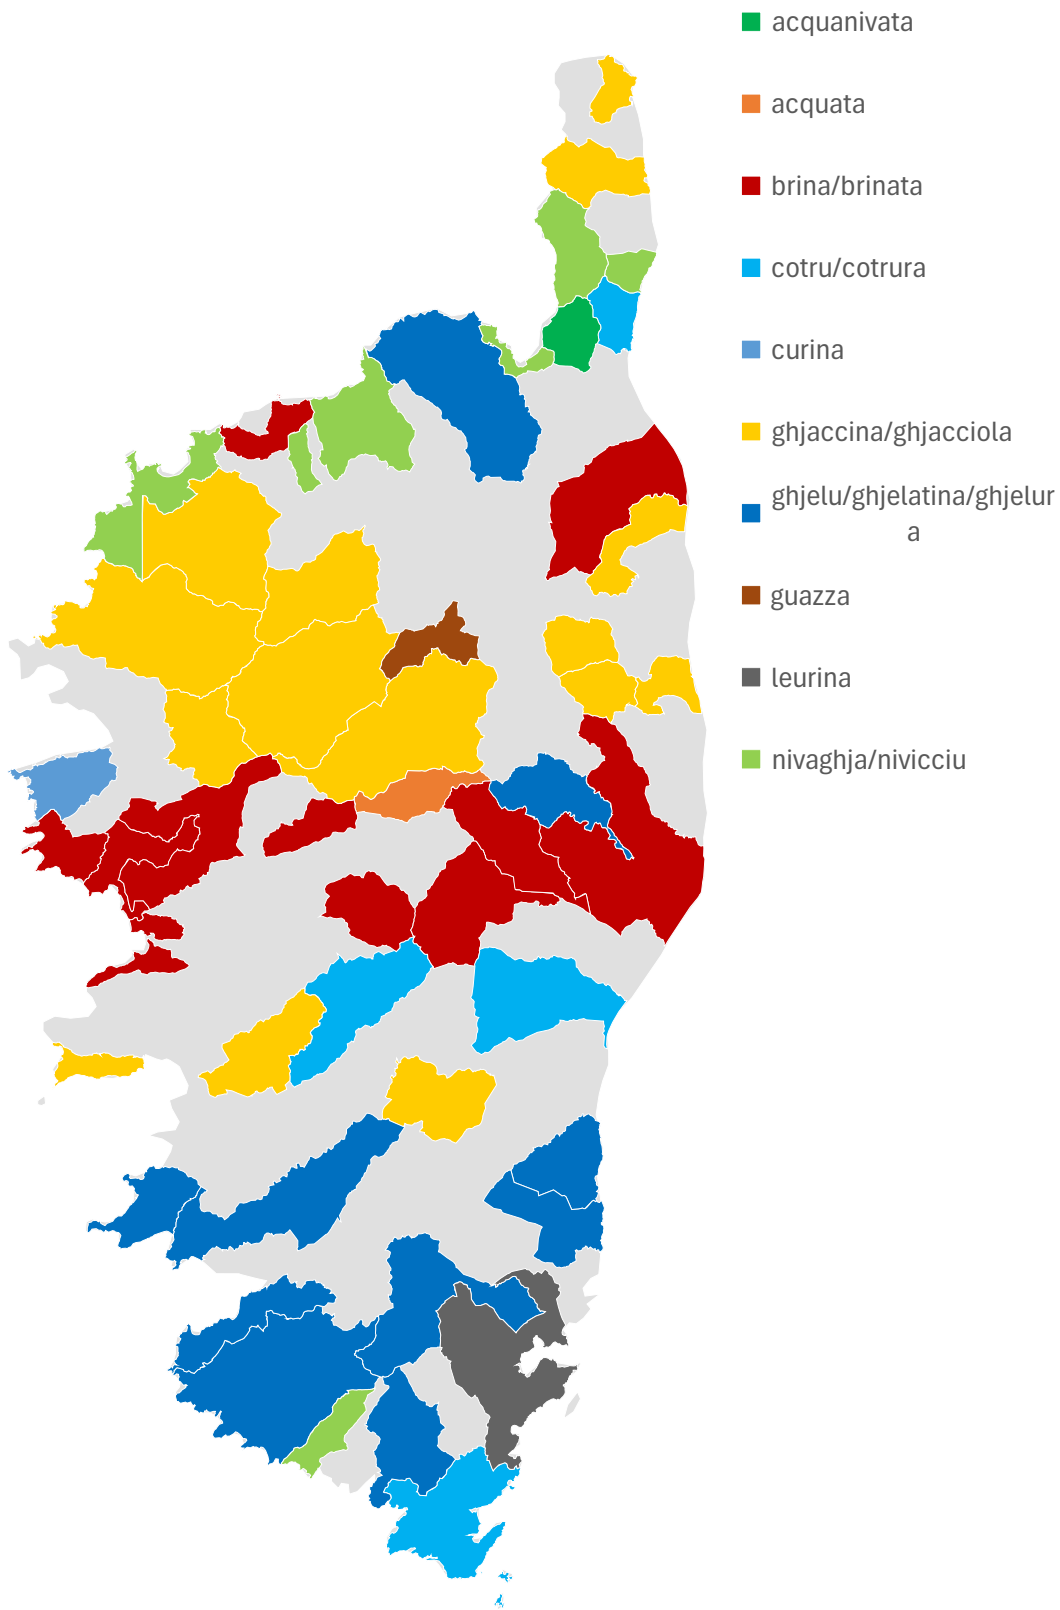 acquanivata
acquata
brina/brinata
cotru/cotrura
curina
ghjaccina/ghjacciola
ghjelu/ghjelatina/ghjelur
a
guazza
leurina
nivaghja/nivicciu